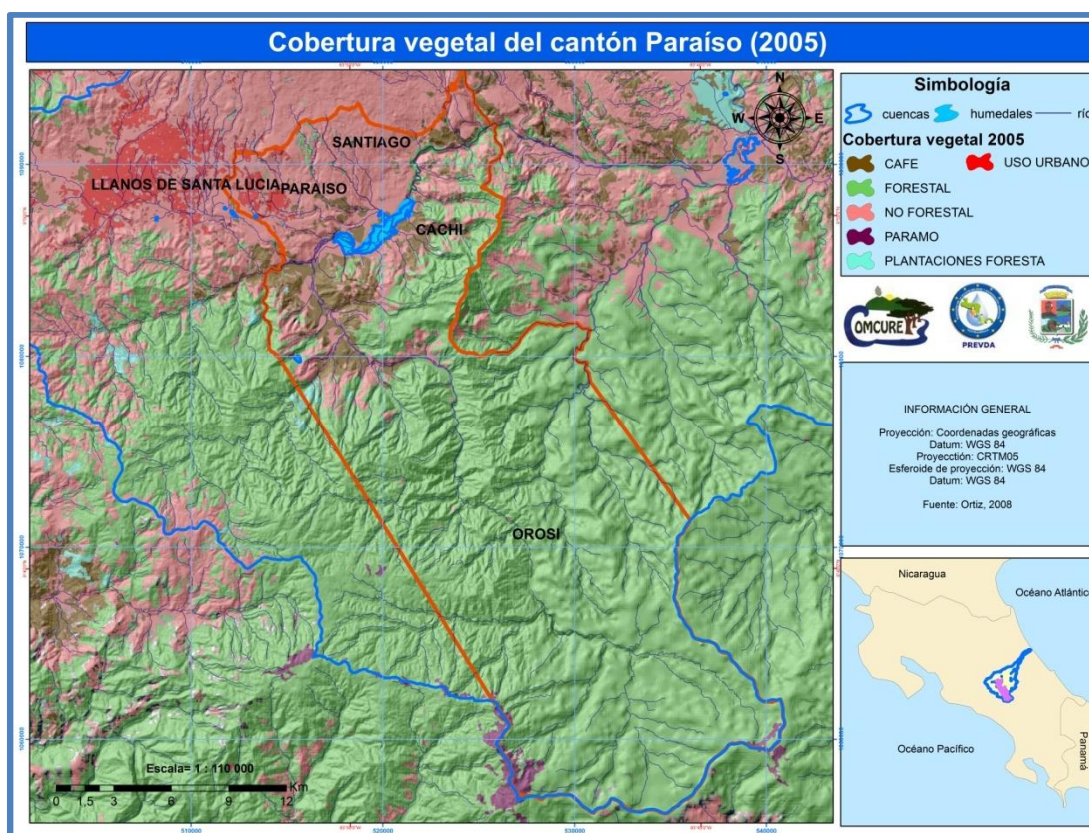 Cobertura vegetal del cantón Paraíso (2005)
N
W E
S
SANTIAGO
LLANOS DE SANTA LUCIA
PARAISO
CACHI
OROSI
Escala= 1 : 110 000
0 1.5 3 6 9 12 Km
510000 520000 530000 540000
Simbología
cuencas humedales río
Cobertura vegetal 2005
CAFE USO URBANO
FORESTAL
NO FORESTAL
PARAMO
PLANTACIONES FORESTA
COMCURE
PREVDA
INFORMACIÓN GENERAL
Proyección: Coordenadas geográficas
Datum: WGS 84
Proyecctión: CRTM05
Esferoide de proyección: WGS 84
Datum: WGS 84
Fuente: Ortiz, 2008
Nicaragua
Océano Atlántico
Océano Pacífico
Panamá